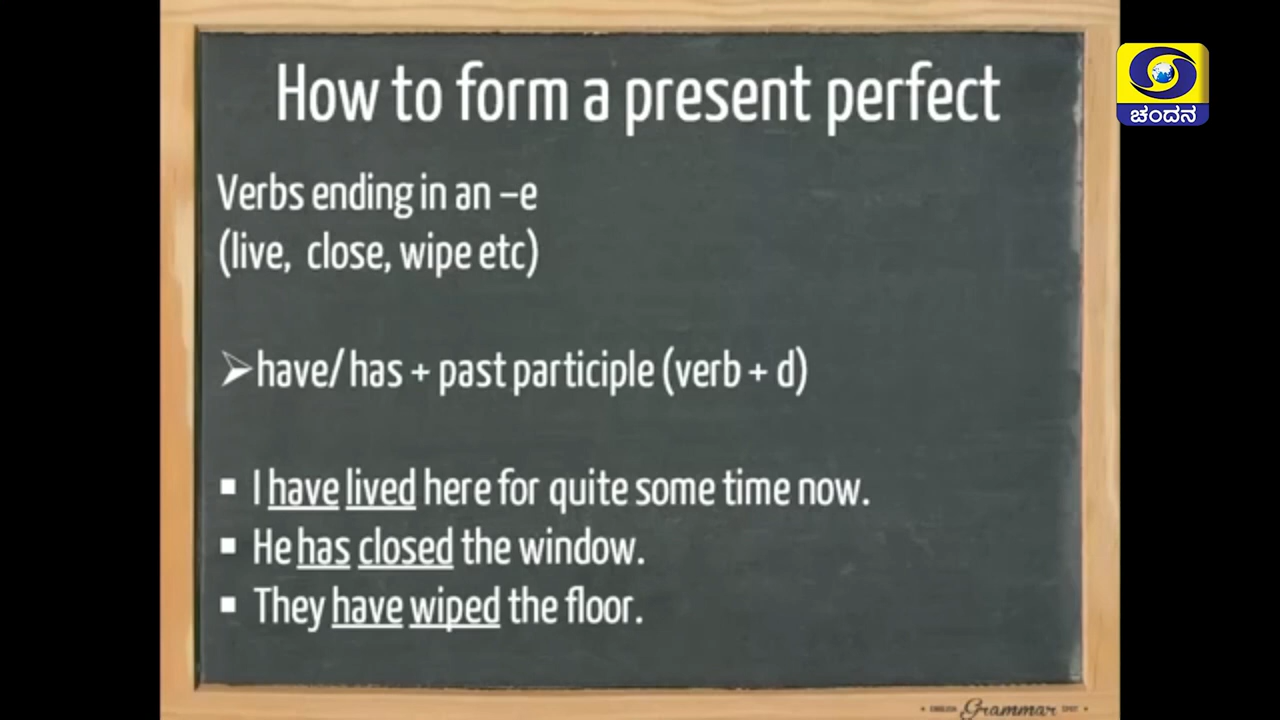 How to form a present perfect
ಚಂದನ
Verbs ending in an –e
(live, close, wipe etc)
➢have/ has + past participle (verb + d)
▪ I have lived here for quite some time now.
▪ He has closed the window.
▪ They have wiped the floor.
• ENGLISH Grammar SPOT •